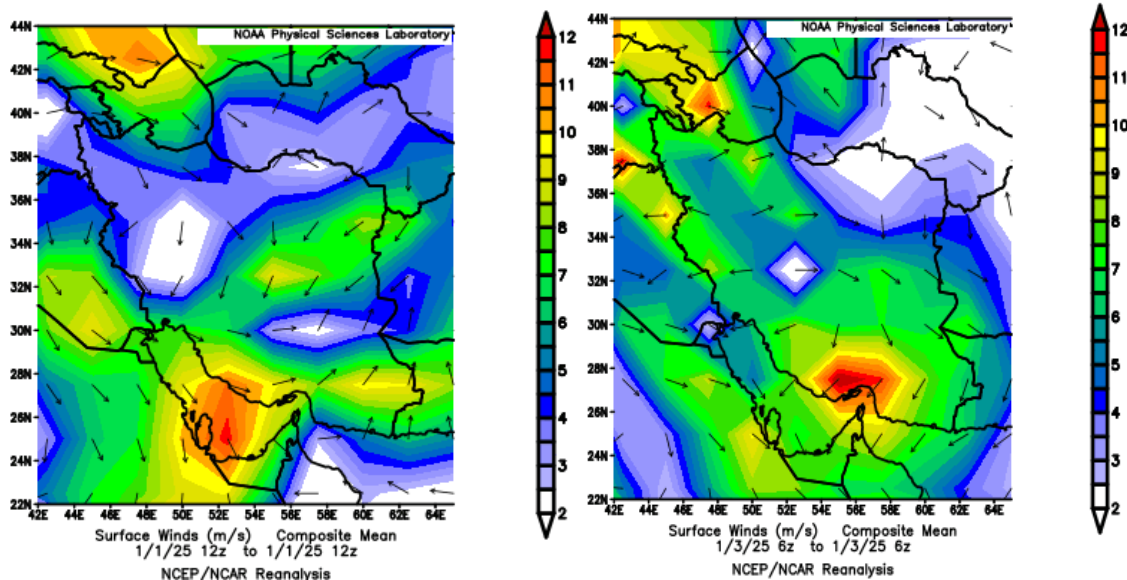 NOAA Physical Sciences Laboratory
44N
42N
40N
38N
36N
34N
32N
30N
28N
26N
24N
22N
42E 44E 46E 48E 50E 52E 54E 56E 58E 60E 62E 64E
Surface Winds (m/s) Composite Mean
1/1/25 12z to 1/1/25 12z
NCEP/NCAR Reanalysis
12
11
10
9
8
7
6
5
4
3
2
NOAA Physical Sciences Laboratory
44N
42N
40N
38N
36N
34N
32N
30N
28N
26N
24N
22N
42E 44E 46E 48E 50E 52E 54E 56E 58E 60E 62E 64E
Surface Winds (m/s) Composite Mean
1/3/25 6z to 1/3/25 6z
NCEP/NCAR Reanalysis
12
11
10
9
8
7
6
5
4
3
2